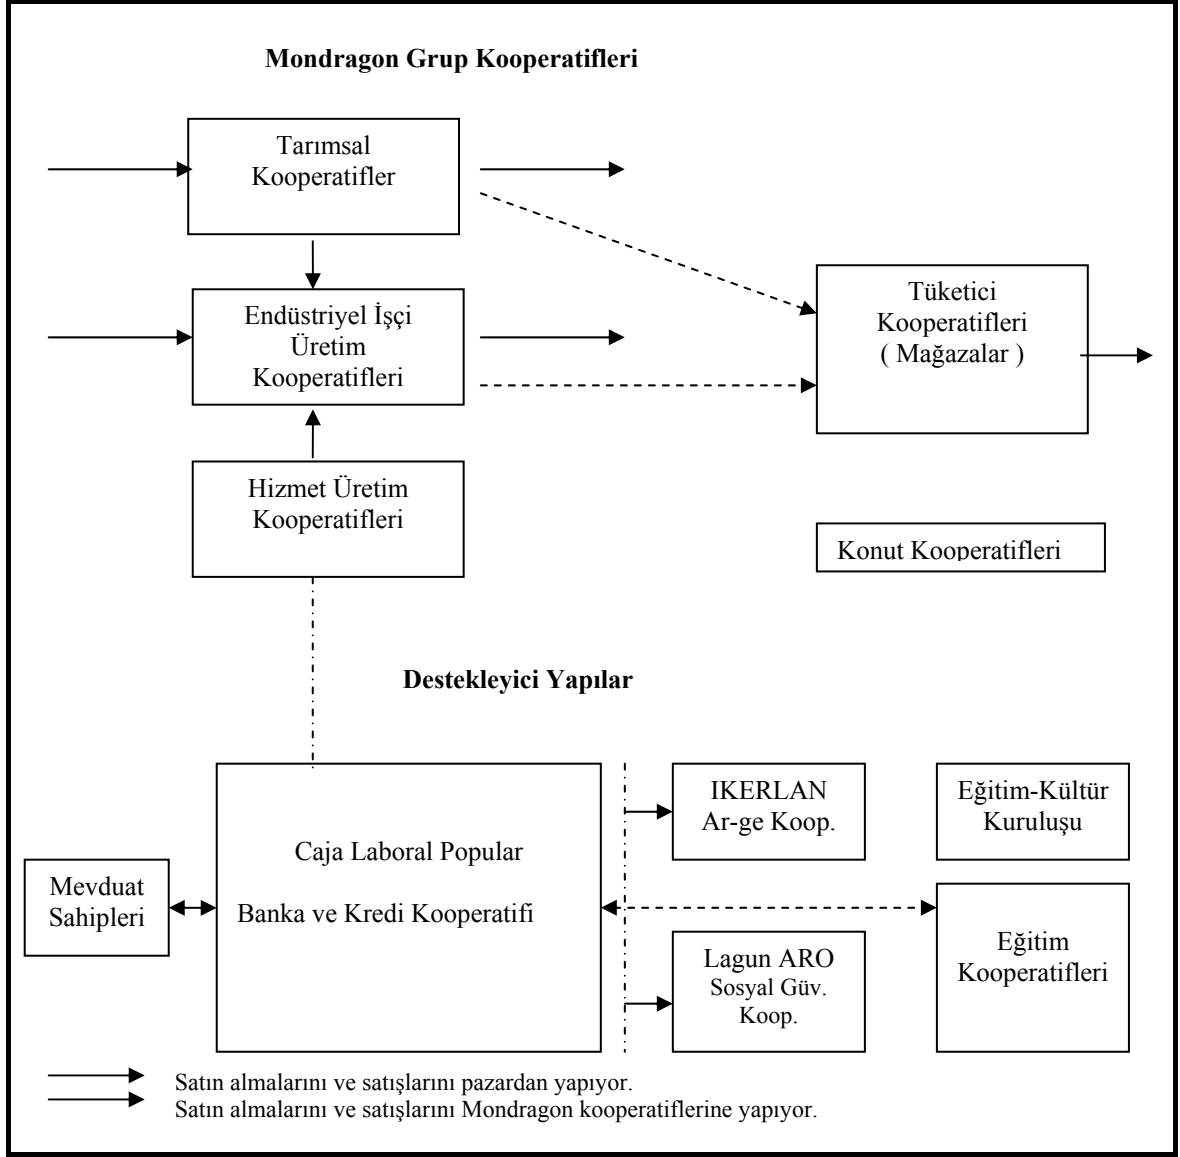 Mondragon Grup Kooperatifleri
Tarımsal
Kooperatifler
Endüstriyel İşçi
Üretim
Kooperatifleri
Tüketici
Kooperatifleri
( Mağazalar )
Hizmet Üretim
Kooperatifleri
Konut Kooperatifleri
Destekleyici Yapılar
Caja Laboral Popular
Banka ve Kredi Kooperatifi
Mevduat
Sahipleri
IKERLAN
Ar-ge Koop.
Eğitim-Kültür
Kuruluşu
Lagun ARO
Sosyal Güv.
Koop.
Eğitim
Kooperatifleri
Satın almalarını ve satışlarını pazardan yapıyor.
Satın almalarını ve satışlarını Mondragon kooperatiflerine yapıyor.